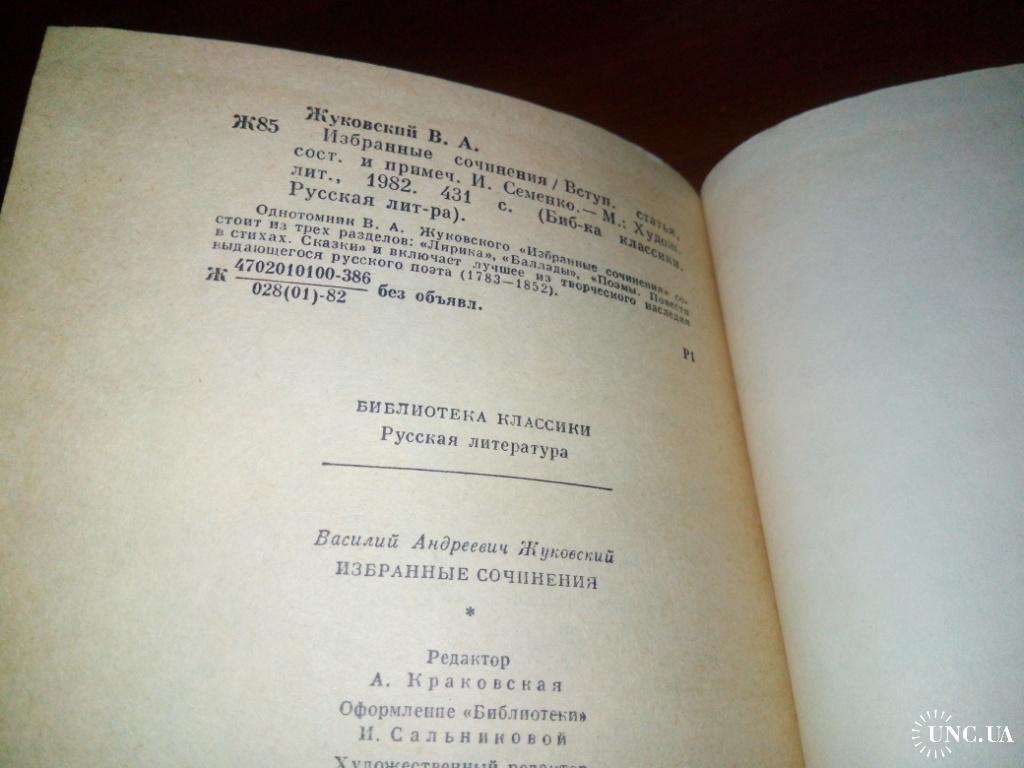 Жуковский В. А.
Ж85
Избранные сочинения / Вступ. статья,
сост. и примеч. И. Семенко.— М.: Худож.
лит., 1982. 431 с. (Биб-ка классики.
Русская лит-ра).
Однотомник В. А. Жуковского «Избранные сочинения» со-
стоит из трех разделов: «Лирика», «Баллады», «Поэмы. Повести
в стихах. Сказки» и включает лучшее из творческого наследия
выдающегося русского поэта (1783—1852).
Ж 4702010100-386
028(01)-82 без объявл.
Р1
БИБЛИОТЕКА КЛАССИКИ
Русская литература
Василий Андреевич Жуковский
ИЗБРАННЫЕ СОЧИНЕНИЯ
*
Редактор
А. Краковская
Оформление «Библиотеки»
И. Сальниковой
Художественный редактор
UNC.UA